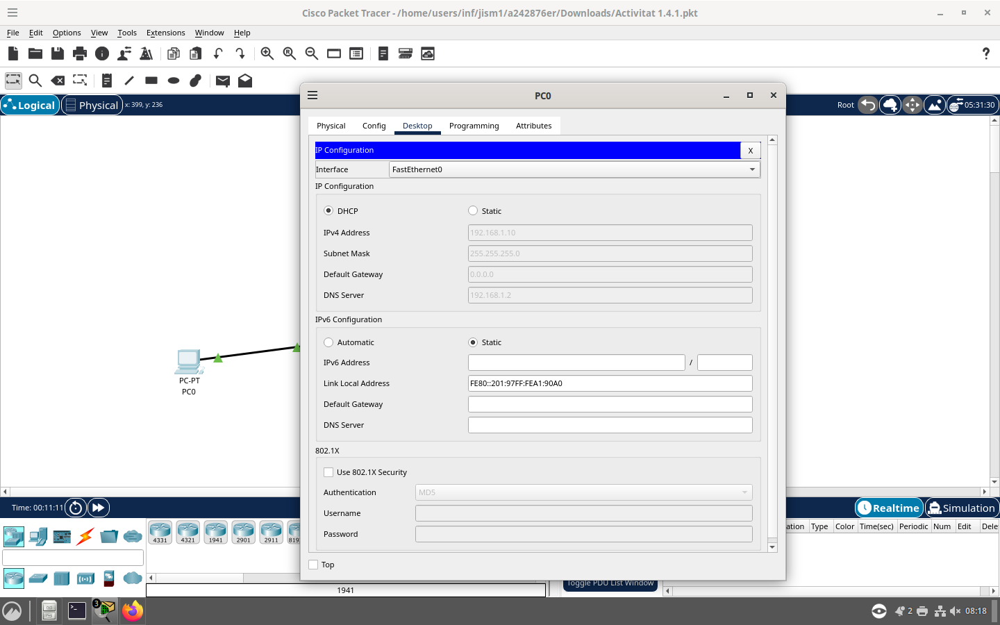 Cisco Packet Tracer - /home/users/inf/jism1/a242876er/Downloads/Activitat 1.4.1.pkt
File Edit Options View Tools Extensions Window Help
Logical Physical x: 399, y: 236
Root 05:31:30
PC0
Physical Config Desktop Programming Attributes
IP Configuration X
Interface FastEthernet0
IP Configuration
DHCP Static
IPv4 Address 192.168.1.10
Subnet Mask 255.255.255.0
Default Gateway 0.0.0.0
DNS Server 192.168.1.2
IPv6 Configuration
Automatic Static
IPv6 Address /
Link Local Address FE80::201:97FF:FEA1:90A0
Default Gateway
DNS Server
802.1X
Use 802.1X Security
Authentication MD5
Username
Password
Top
PC-PT
PC0
Time: 00:11:11
Realtime Simulation
4331 4321 1941 2901 2911 819
ation Type Color Time(sec) Periodic Num Edit Dele
Toggle PDU List Window
1941
3
2 08:18